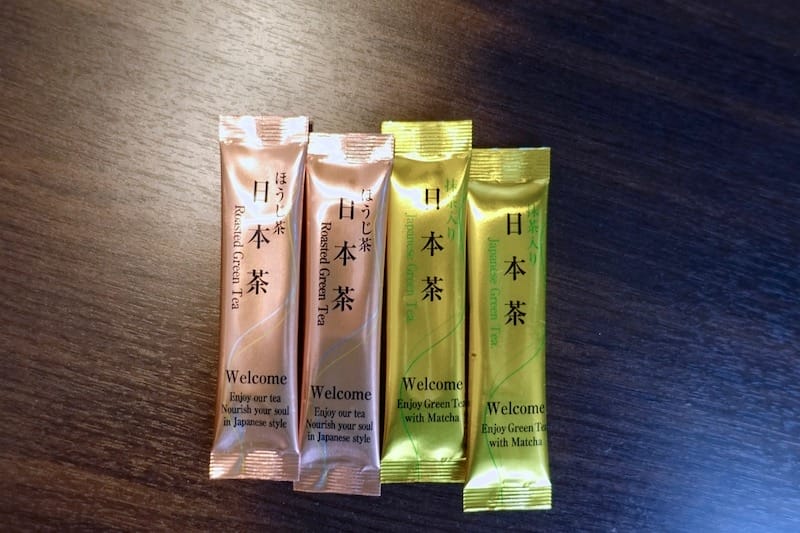 ほうじ茶
日本茶
Roasted Green Tea
Welcome
Enjoy our tea
Nourish your soul
in Japanese style
ほうじ茶
日本茶
Roasted Green Tea
Welcome
Enjoy our tea
Nourish your soul
in Japanese style
抹茶入り
日本茶
Japanese Green Tea
Welcome
Enjoy Green Tea
with Matcha
抹茶入り
日本茶
Japanese Green Tea
Welcome
Enjoy Green Tea
with Matcha